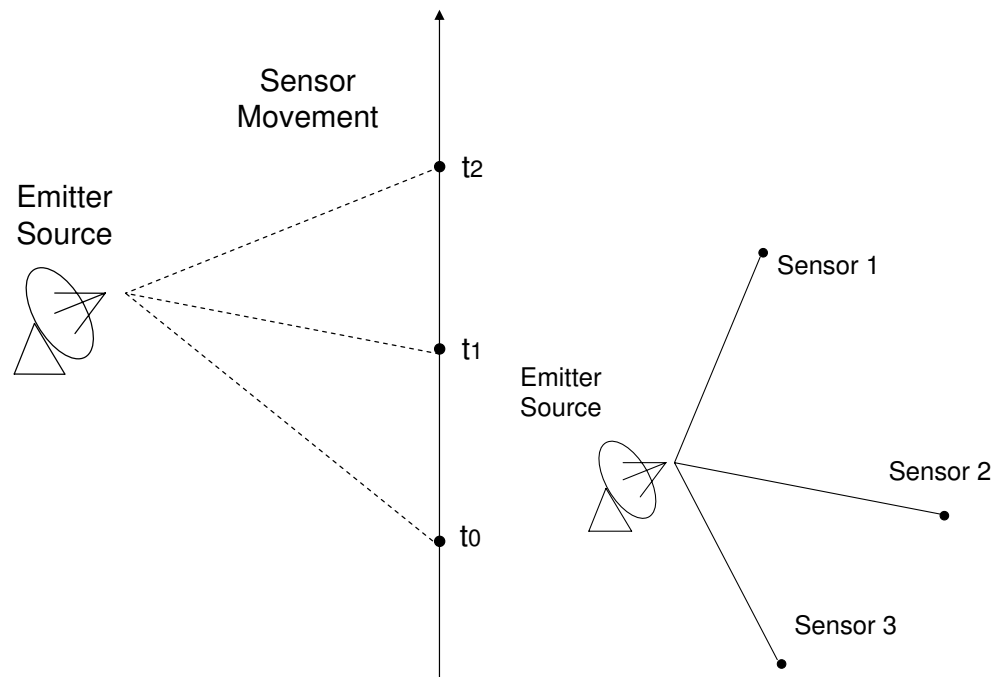 Sensor
Movement
t2
Emitter
Source
t1
t0
Sensor 1
Emitter
Source
Sensor 2
Sensor 3